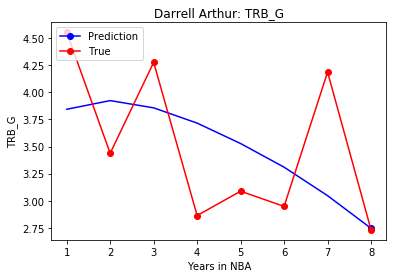 Darrell Arthur: TRB_G
Prediction
True
4.50
4.25
4.00
3.75
3.50
3.25
3.00
2.75
TRB_G
1 2 3 4 5 6 7 8
Years in NBA